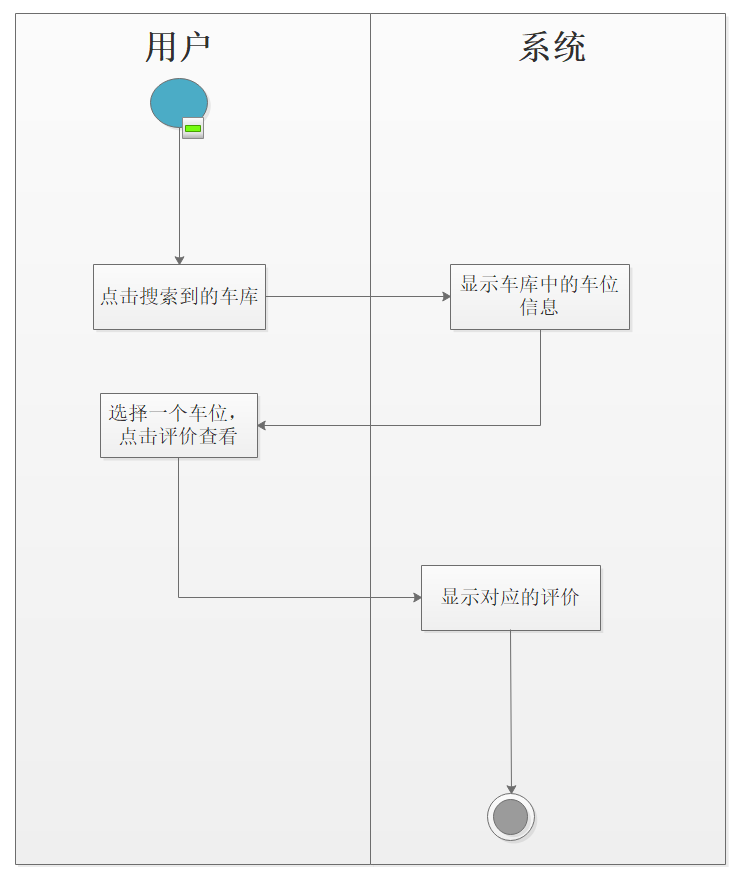 用户
系统
点击搜索到的车库
显示车库中的车位
信息
选择一个车位，
点击评价查看
显示对应的评价